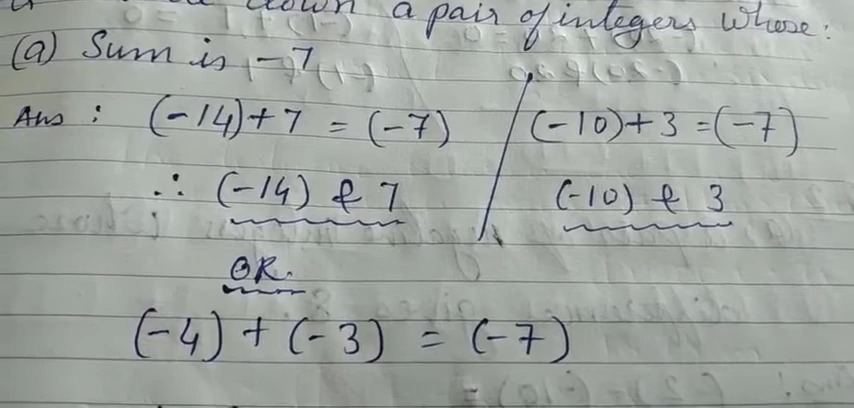 down a pair of integers whose:
(a) Sum is -7
Ans: (-14)+7 = (-7) / (-10)+3 =(-7)
∴ (-14) & 7 (-10) & 3
OR.
(-4) + (-3) = (-7)